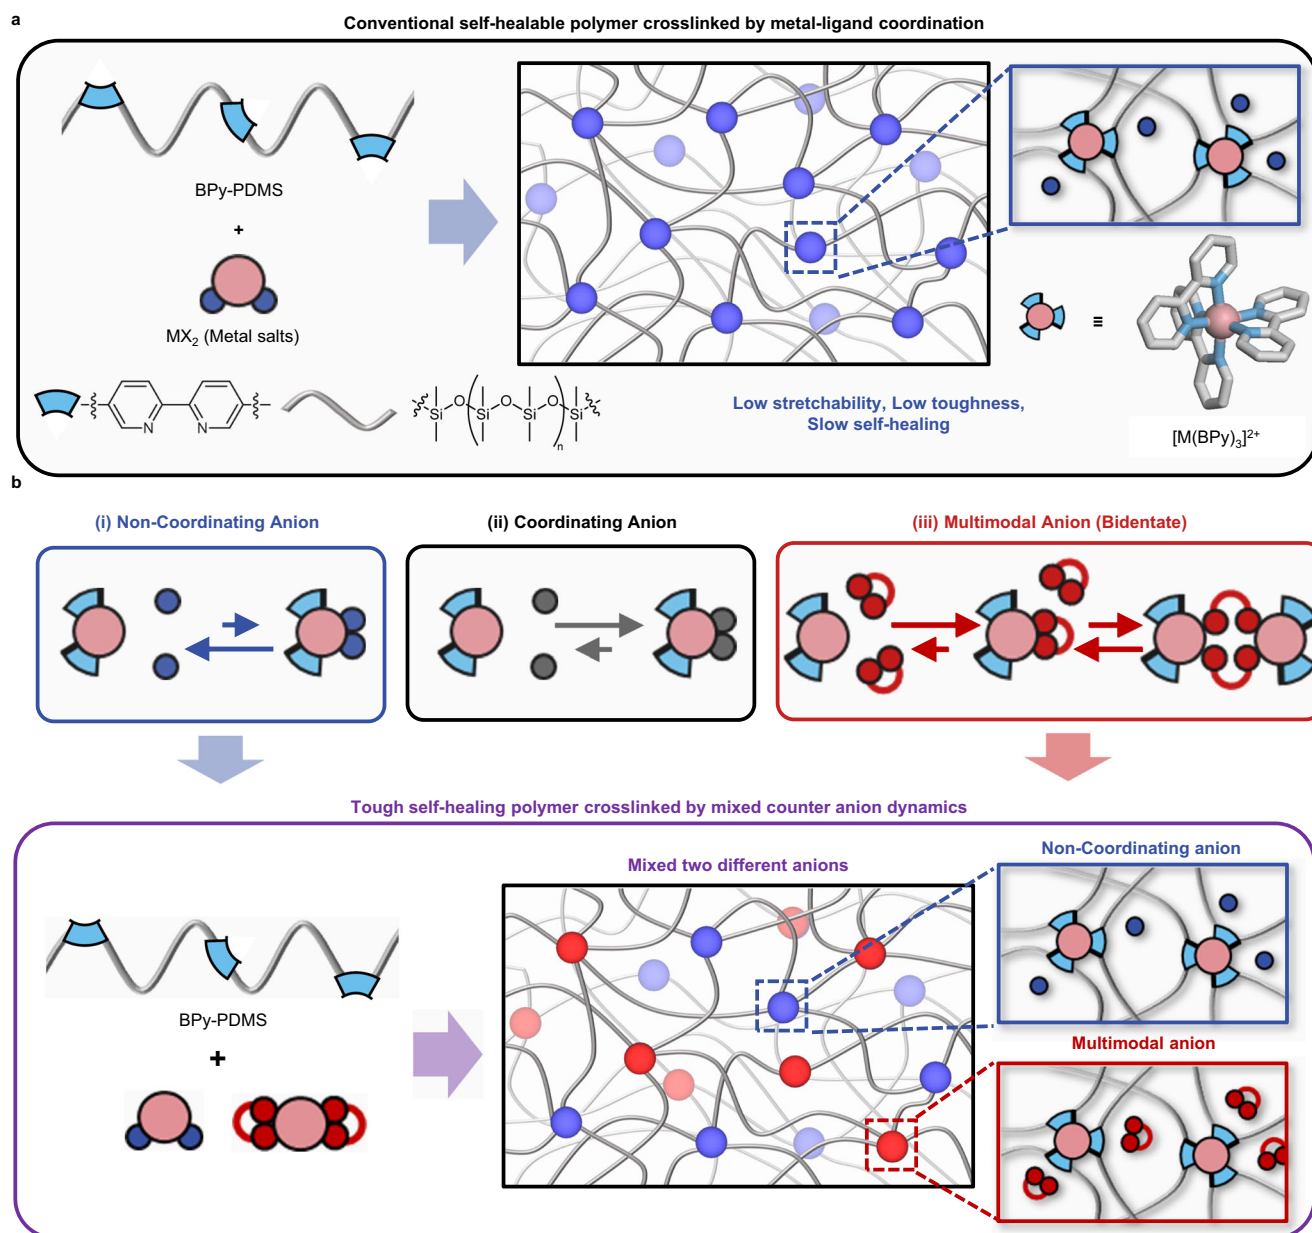 a
Conventional self-healable polymer crosslinked by metal-ligand coordination
BPy-PDMS
+
MX₂ (Metal salts)
N
N
Si
O
Si
O
Si
O
Si
n
Low stretchability, Low toughness,
Slow self-healing
≡
[M(BPy)₃]²⁺
b
(i) Non-Coordinating Anion
(ii) Coordinating Anion
(iii) Multimodal Anion (Bidentate)
Tough self-healing polymer crosslinked by mixed counter anion dynamics
Mixed two different anions
Non-Coordinating anion
BPy-PDMS
+
Multimodal anion